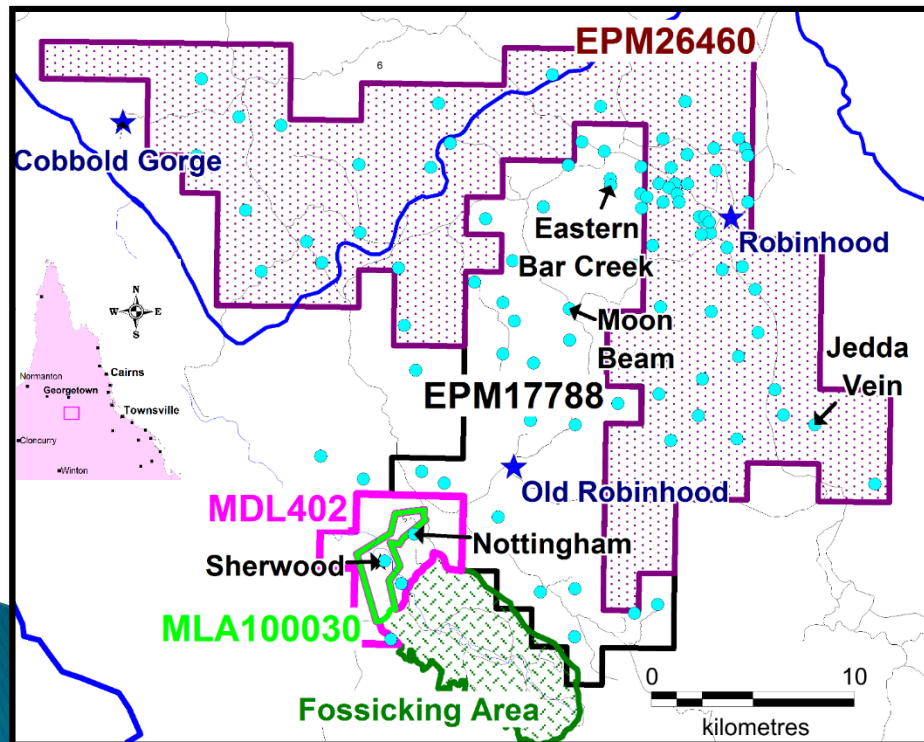 EPM26460
6
Cobbold Gorge
Eastern
Bar Creek
Robinhood
N
W E
S
Moon
Beam
Jedda
Vein
Cairns
Normanton
Georgetown
Townsville
Cloncurry
Winton
EPM17788
Old Robinhood
MDL402
Nottingham
Sherwood
MLA100030
Fossicking Area
0 10
kilometres